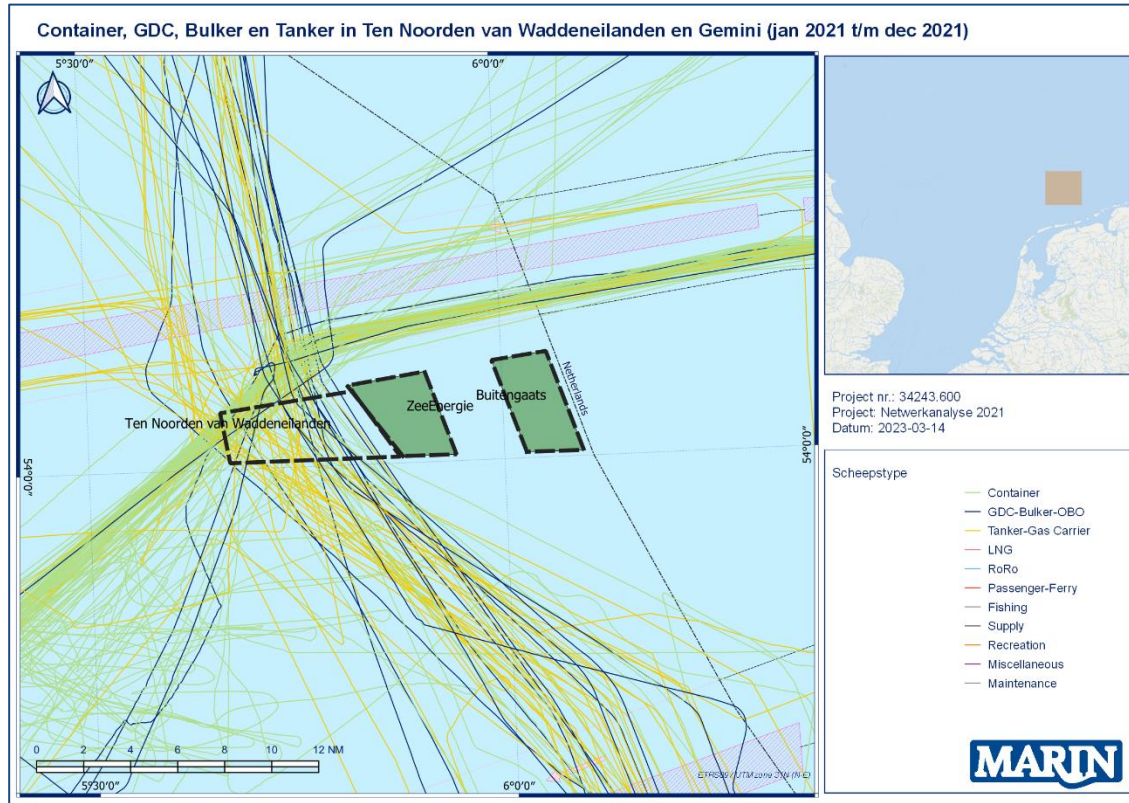 Container, GDC, Bulker en Tanker in Ten Noorden van Waddeneilanden en Gemini (jan 2021 t/m dec 2021)
5°30'0"
6°0'0"
Netherlands
Buitengaats
ZeeEnergie
Ten Noorden van Waddeneilanden
54°0'0"
54°0'0"
0 2 4 6 8 10 12 NM
5°30'0"
6°0'0"
Project nr.: 34243.600
Project: Netwerkanalyse 2021
Datum: 2023-03-14
Scheepstype
Container
GDC-Bulker-OBO
Tanker-Gas Carrier
LNG
RoRo
Passenger-Ferry
Fishing
Supply
Recreation
Miscellaneous
Maintenance
MARIN